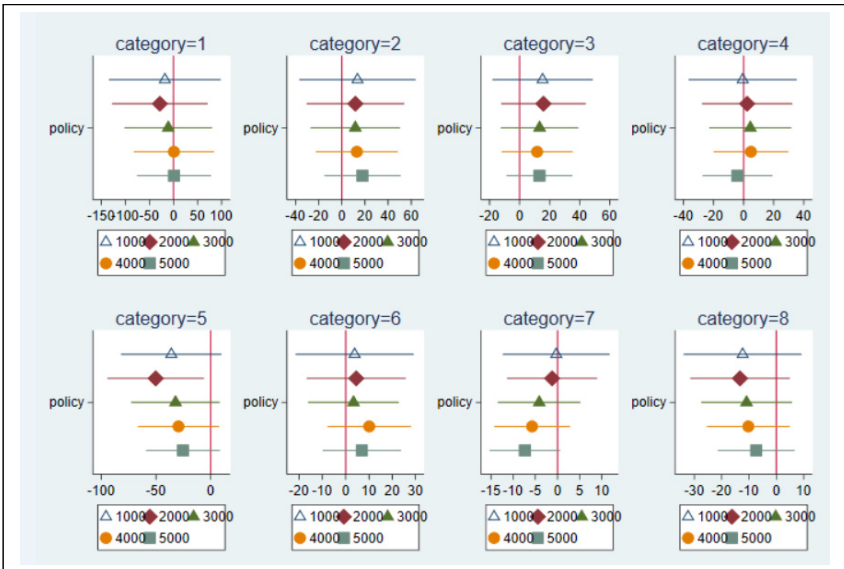 category=1 category=2 category=3 category=4
policy policy policy policy
-150 -100 -50 0 50 100 -40 -20 0 20 40 60 -20 0 20 40 60 -40 -20 0 20 40
1000 2000 3000 1000 2000 3000 1000 2000 3000 1000 2000 3000
4000 5000 4000 5000 4000 5000 4000 5000
category=5 category=6 category=7 category=8
policy policy policy policy
-100 -50 0 -20 -10 0 10 20 30 -15 -10 -5 0 5 10 -30 -20 -10 0 10
1000 2000 3000 1000 2000 3000 1000 2000 3000 1000 2000 3000
4000 5000 4000 5000 4000 5000 4000 5000